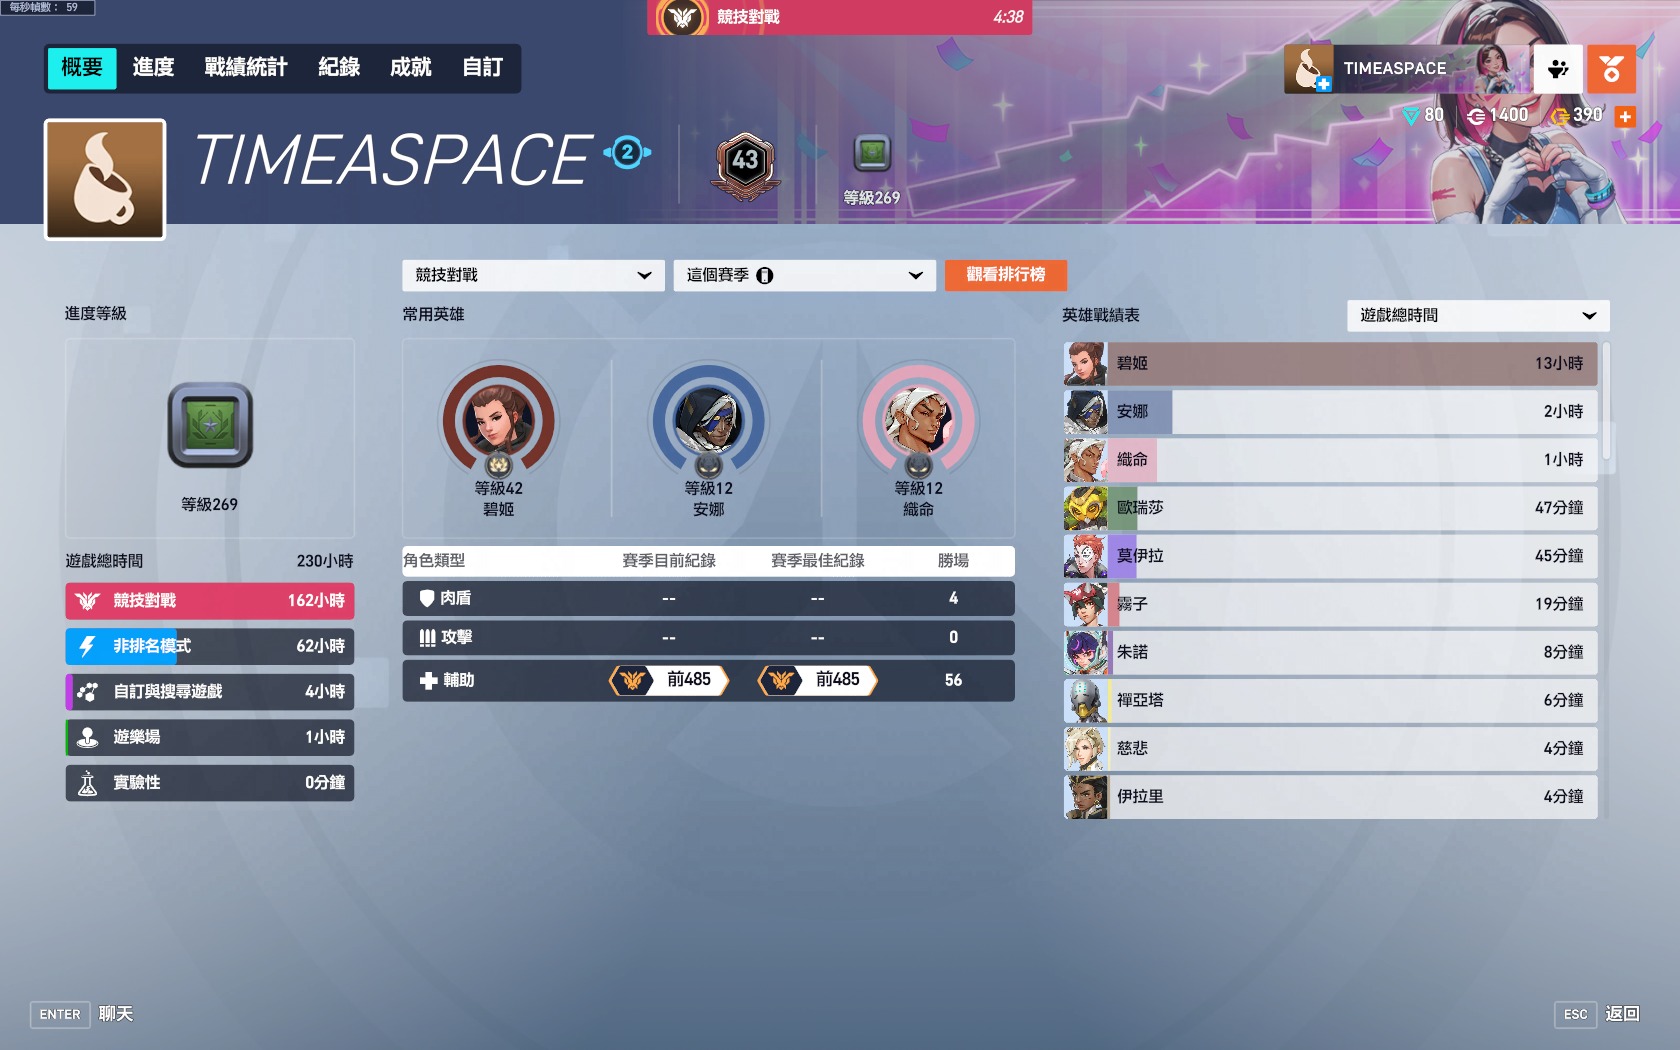 每秒幀數： 59
競技對戰 4:38
概要 進度 戰績統計 紀錄 成就 自訂
TIMEASPACE
80 1400 390
TIMEASPACE 2 43
等級269
競技對戰 這個賽季 觀看排行榜
進度等級
等級269
遊戲總時間 230小時
競技對戰 162小時
非排名模式 62小時
自訂與搜尋遊戲 4小時
遊樂場 1小時
實驗性 0分鐘
常用英雄
等級42 等級12 等級12
碧姬 安娜 織命
角色類型 賽季目前紀錄 賽季最佳紀錄 勝場
肉盾 -- -- 4
攻擊 -- -- 0
輔助 前485 前485 56
英雄戰績表 遊戲總時間
碧姬 13小時
安娜 2小時
織命 1小時
歐瑞莎 47分鐘
莫伊拉 45分鐘
霧子 19分鐘
朱諾 8分鐘
禪亞塔 6分鐘
慈悲 4分鐘
伊拉里 4分鐘
ENTER 聊天
ESC 返回